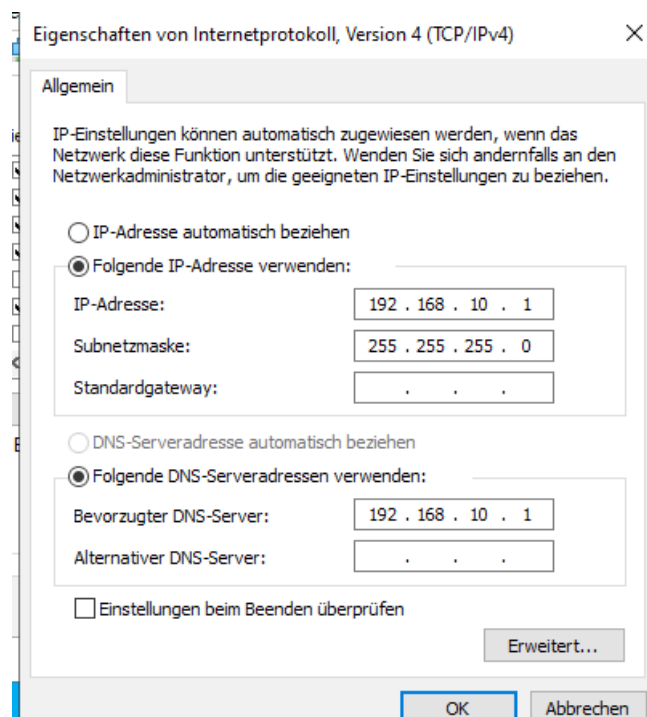 Eigenschaften von Internetprotokoll, Version 4 (TCP/IPv4)
Allgemein
IP-Einstellungen können automatisch zugewiesen werden, wenn das
Netzwerk diese Funktion unterstützt. Wenden Sie sich andernfalls an den
Netzwerkadministrator, um die geeigneten IP-Einstellungen zu beziehen.
IP-Adresse automatisch beziehen
Folgende IP-Adresse verwenden:
IP-Adresse: 192 . 168 . 10 . 1
Subnetzmaske: 255 . 255 . 255 . 0
Standardgateway: . . .
DNS-Serveradresse automatisch beziehen
Folgende DNS-Serveradressen verwenden:
Bevorzugter DNS-Server: 192 . 168 . 10 . 1
Alternativer DNS-Server: . . .
Einstellungen beim Beenden überprüfen
Erweitert...
OK Abbrechen